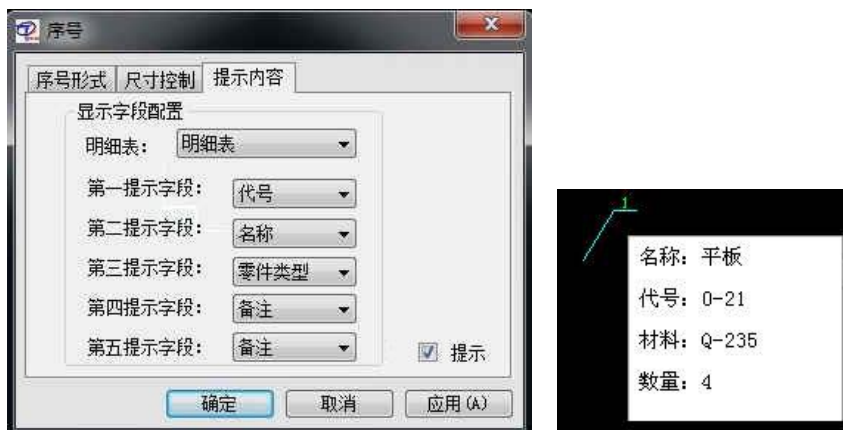 序号
序号形式 尺寸控制 提示内容
显示字段配置
明细表: 明细表
第一提示字段: 代号
第二提示字段: 名称
第三提示字段: 零件类型
第四提示字段: 备注
第五提示字段: 备注
提示
确定 取消 应用(A)
1
名称: 平板
代号: 0-21
材料: Q-235
数量: 4